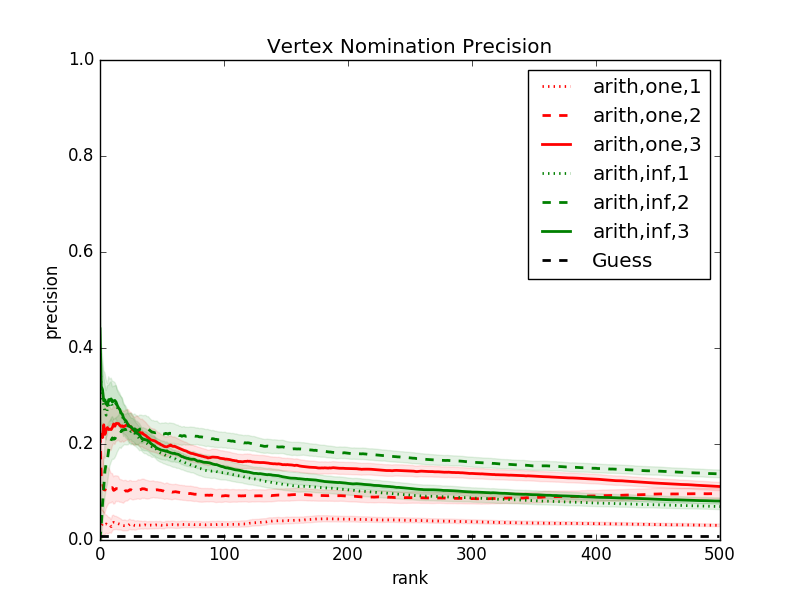 Vertex Nomination Precision
1.0
0.8
0.6
0.4
0.2
0.0
precision
arith,one,1
arith,one,2
arith,one,3
arith,inf,1
arith,inf,2
arith,inf,3
Guess
0
100
200
300
400
500
rank